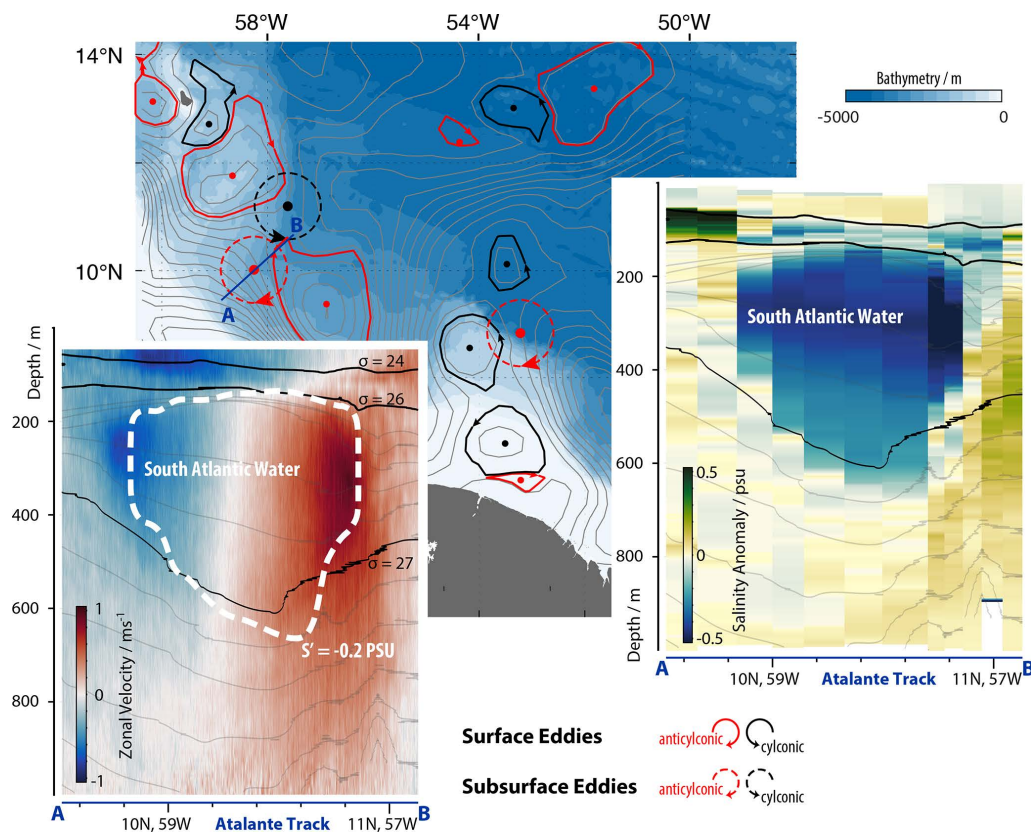 58°W
54°W
50°W
14°N
10°N
Bathymetry / m
-5000
0
B
A
Depth / m
200
400
600
800
σ = 24
σ = 26
South Atlantic Water
σ = 27
S' = -0.2 PSU
1
0
-1
Zonal Velocity / ms⁻¹
A
10N, 59W
Atalante Track
11N, 57W
B
Depth / m
200
400
600
800
South Atlantic Water
0.5
0
-0.5
Salinity Anomaly / psu
A
10N, 59W
Atalante Track
11N, 57W
B
Surface Eddies
anticylconic
cylconic
Subsurface Eddies
anticylconic
cylconic